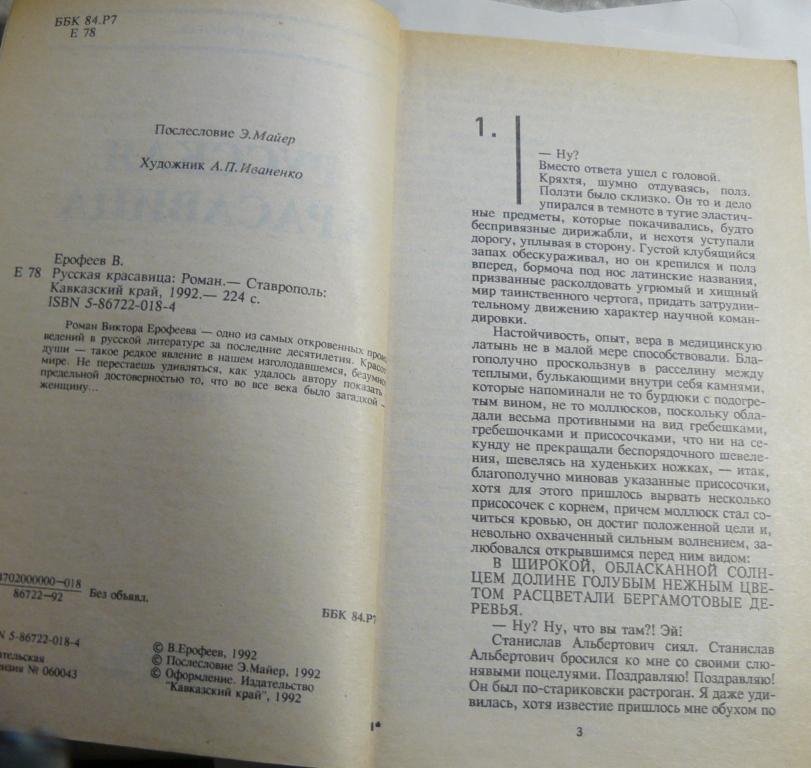 ББК 84.Р7
Е 78
Послесловие Э.Майер
Художник А.П.Иваненко
Ерофеев В.
Е 78 Русская красавица: Роман.— Ставрополь:
Кавказский край, 1992.— 224 с.
ISBN 5-86722-018-4
Роман Виктора Ерофеева — одно из самых откровенных произ-
ведений в русской литературе за последние десятилетия. Красота
души — такое редкое явление в нашем изголодавшемся, безумном
мире. Не перестаешь удивляться, как удалось автору показать с
предельной достоверностью то, что во все века было загадкой —
женщину...
4702000000—018
86722—92
Без объявл.
ББК 84.Р7
N 5-86722-018-4
ательская
ензия № 060043
© В.Ерофеев, 1992
© Послесловие Э.Майер, 1992
© Оформление. Издательство
"Кавказский край", 1992
1*
1.
— Ну?
Вместо ответа ушел с головой.
Кряхтя, шумно отдуваясь, полз.
Ползти было склизко. Он то и дело
упирался в темноте в тугие эластич-
ные предметы, которые покачивались, будто
беспривязные дирижабли, и нехотя уступали
дорогу, уплывая в сторону. Густой клубящийся
запах обескураживал, но он крепился и полз
вперед, бормоча под нос латинские названия,
призванные расколдовать угрюмый и хищный
мир таинственного чертога, придать затрудни-
тельному движению характер научной коман-
дировки.
Настойчивость, опыт, вера в медицинскую
латынь не в малой мере способствовали. Бла-
гополучно проскользнув в расселину между
теплыми, булькающими внутри себя камнями,
которые напоминали не то бурдюки с подогре-
тым вином, не то моллюсков, поскольку обла-
дали весьма противными на вид гребешками,
гребешочками и присосочками, что ни на се-
кунду не прекращали беспорядочного шевеле-
ния, шевелясь на худеньких ножках, — итак,
благополучно миновав указанные присосочки,
хотя для этого пришлось вырвать несколько
присосочек с корнем, причем моллюск стал со-
читься кровью, он достиг положенной цели и,
невольно охваченный сильным волнением, за-
любовался открывшимся перед ним видом:
В ШИРОКОЙ, ОБЛАСКАННОЙ СОЛН-
ЦЕМ ДОЛИНЕ ГОЛУБЫМ НЕЖНЫМ ЦВЕ-
ТОМ РАСЦВЕТАЛИ БЕРГАМОТОВЫЕ ДЕ-
РЕВЬЯ.
— Ну? Ну, что вы там?! Эй!
Станислав Альбертович сиял. Станислав
Альбертович бросился ко мне со своими слю-
нявыми поцелуями. Поздравляю! Поздравляю!
Он был по-стариковски растроган. Я даже уди-
вилась, хотя известие пришлось мне обухом по
3